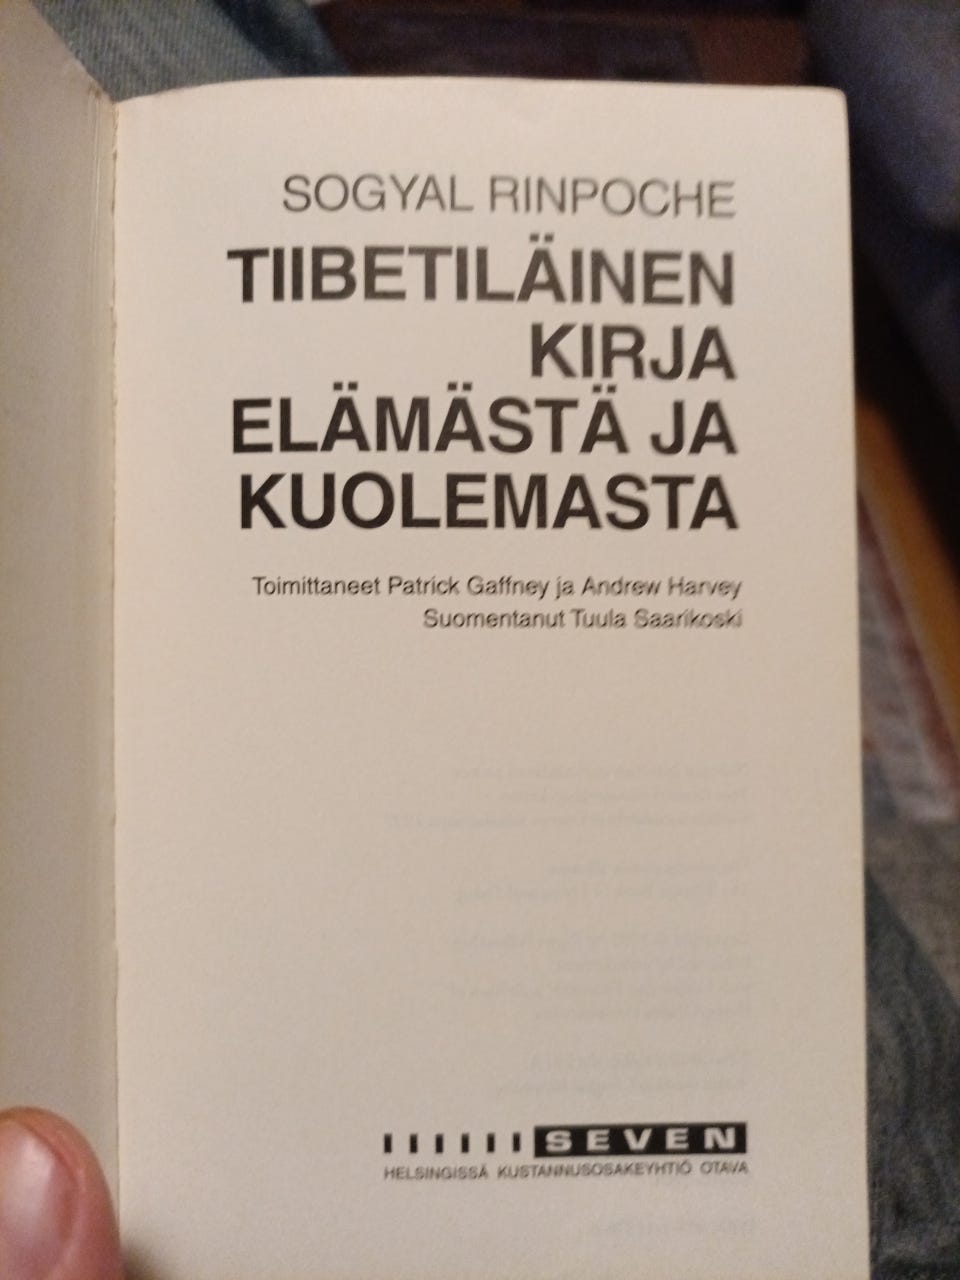 SOGYAL RINPOCHE
TIIBETILÄINEN
KIRJA
ELÄMÄSTÄ JA
KUOLEMASTA
Toimittaneet Patrick Gaffney ja Andrew Harvey
Suomentanut Tuula Saarikoski
SEVEN
HELSINGISSÄ KUSTANNUSOSAKEYHTIÖ OTAVA